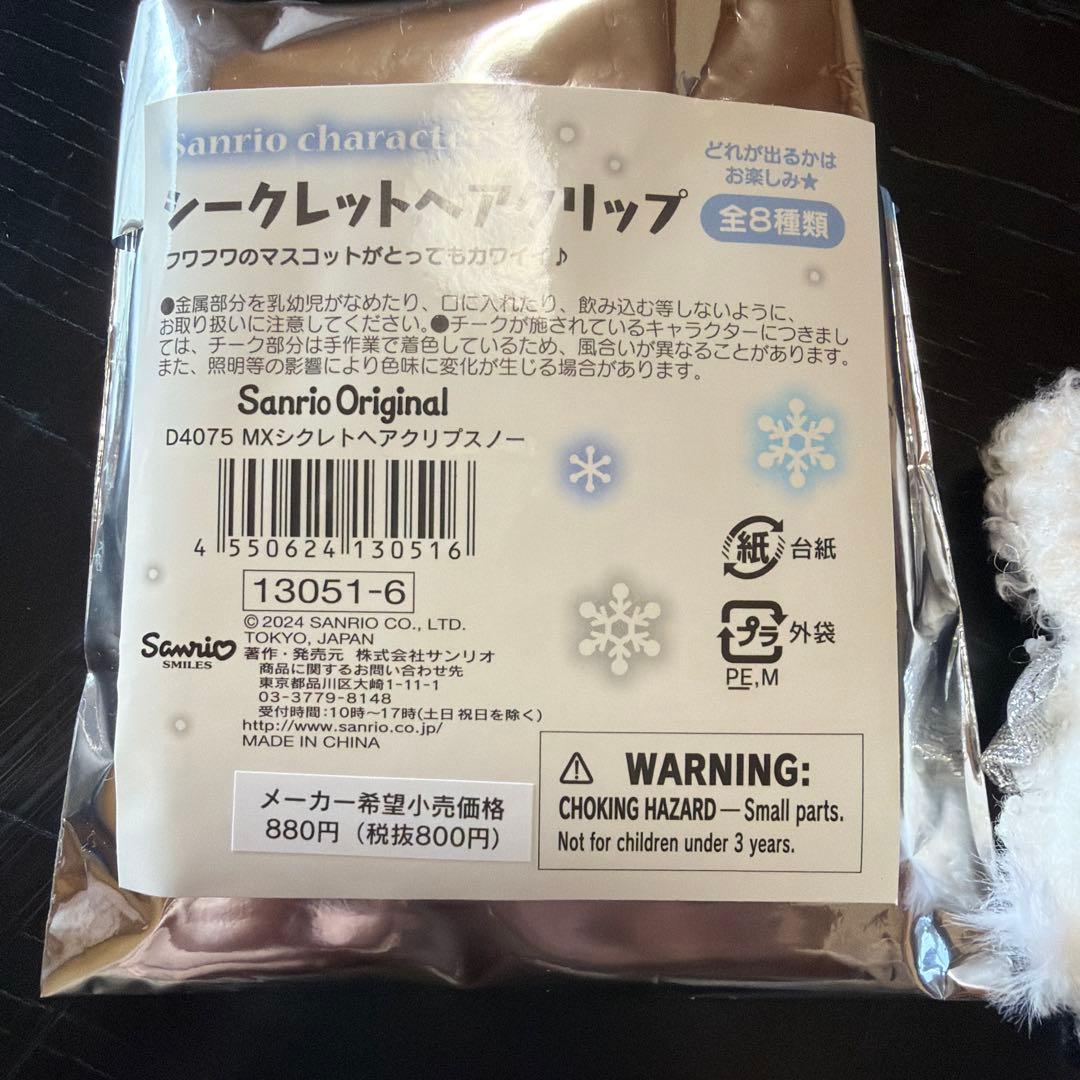 Sanrio characters
どれが出るかは
お楽しみ★
シークレットヘアクリップ
全8種類
フワフワのマスコットがとってもカワイイ♪
●金属部分を乳幼児がなめたり、口に入れたり、飲み込む等しないように、
お取り扱いに注意してください。●チークが施されているキャラクターにつきまし
ては、チーク部分は手作業で着色しているため、風合いが異なることがあります。
また、照明等の影響により色味に変化が生じる場合があります。
Sanrio Original
D4075 MXシクレトヘアクリプスノー
4 550624 130516
13051-6
紙 台紙
プラ 外袋
PE,M
Sanrio
SMILES
©2024 SANRIO CO., LTD.
TOKYO, JAPAN
著作・発売元 株式会社サンリオ
商品に関するお問い合わせ先
東京都品川区大崎1-11-1
03-3779-8148
受付時間:10時〜17時(土日祝日を除く)
http://www.sanrio.co.jp/
MADE IN CHINA
メーカー希望小売価格
880円(税抜800円)
⚠ WARNING:
CHOKING HAZARD — Small parts.
Not for children under 3 years.